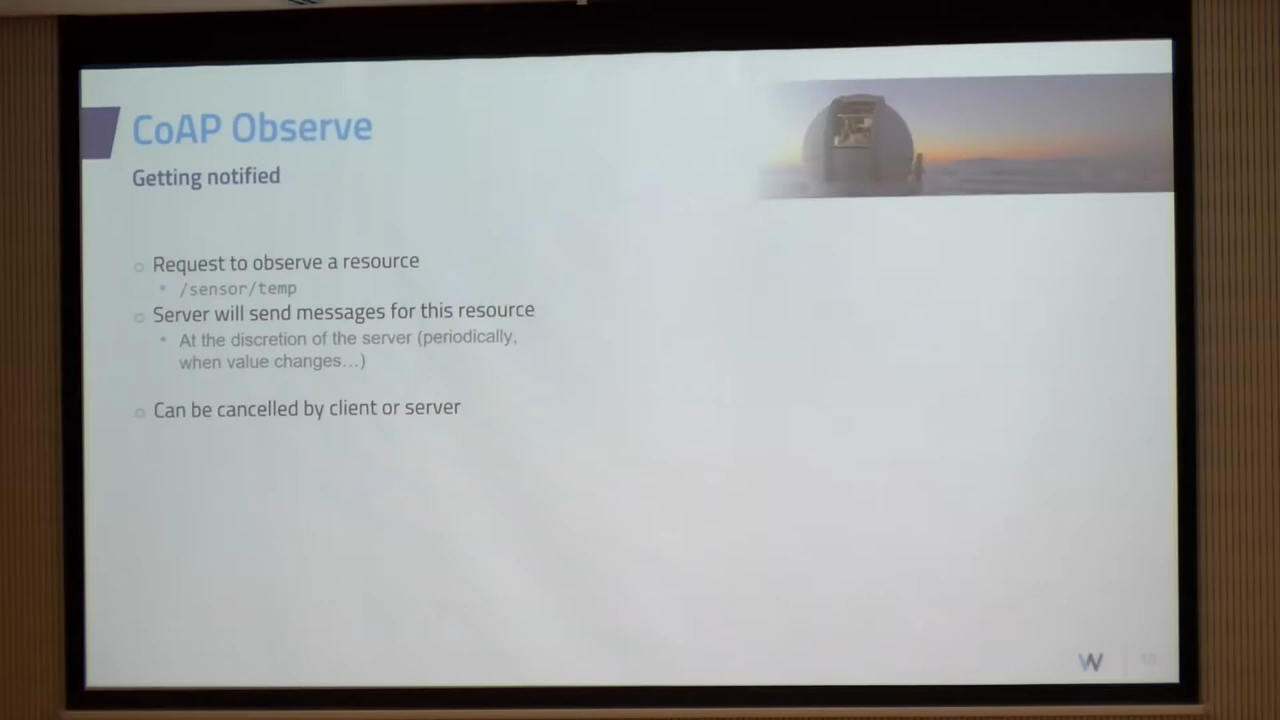 CoAP Observe
Getting notified
Request to observe a resource
/sensor/temp
Server will send messages for this resource
At the discretion of the server (periodically,
when value changes…)
Can be cancelled by client or server
W